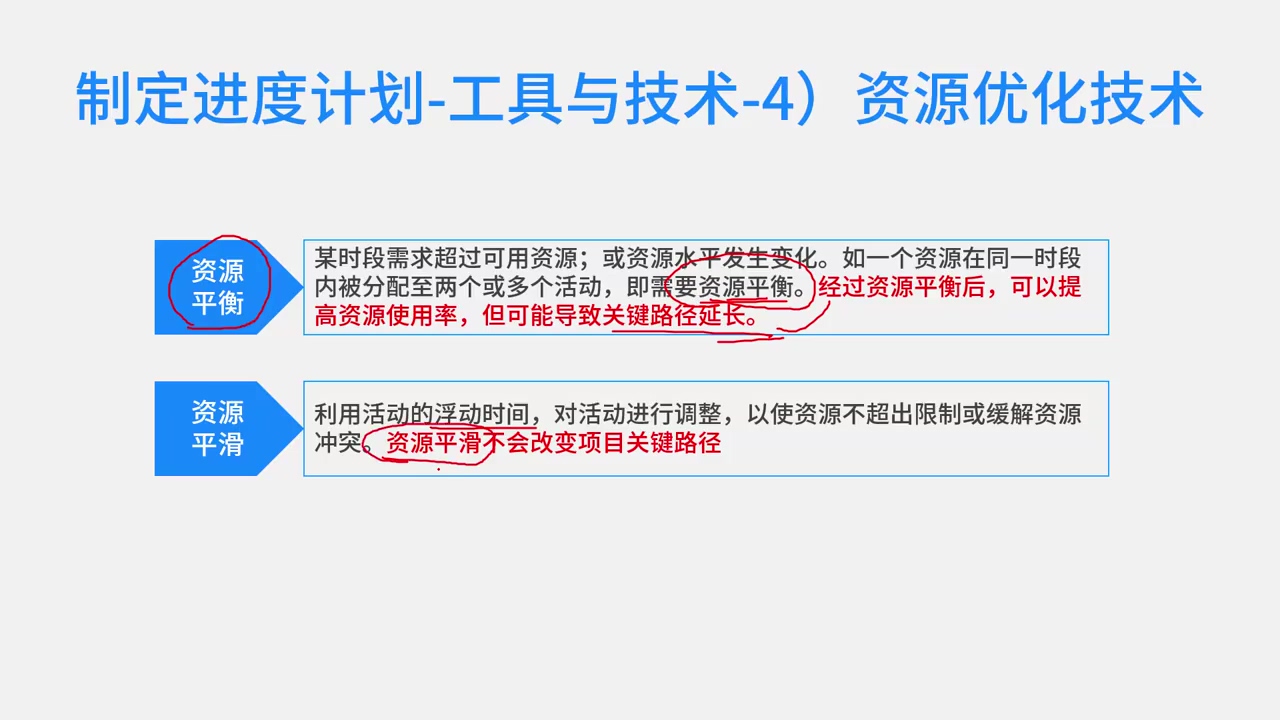 制定进度计划-工具与技术-4）资源优化技术
资源
平衡
某时段需求超过可用资源；或资源水平发生变化。如一个资源在同一时段
内被分配至两个或多个活动，即需要资源平衡。经过资源平衡后，可以提
高资源使用率，但可能导致关键路径延长。
资源
平滑
利用活动的浮动时间，对活动进行调整，以使资源不超出限制或缓解资源
冲突。资源平滑不会改变项目关键路径